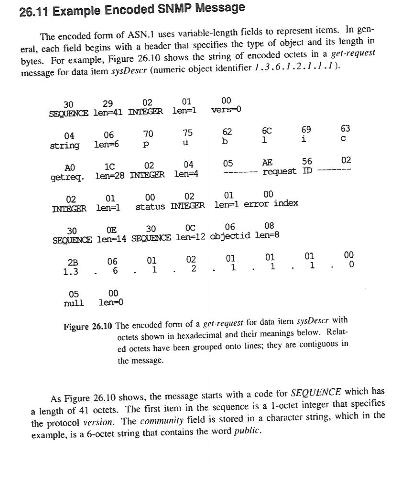 26.11 Example Encoded SNMP Message
The encoded form of ASN.1 uses variable-length fields to represent items. In gen-
eral, each field begins with a header that specifies the type of object and its length in
bytes. For example, Figure 26.10 shows the string of encoded octets in a get-request
message for data item sysDescr (numeric object identifier 1.3.6.1.2.1.1.1).
30 29 02 01 00
SEQUENCE len=41 INTEGER len=1 vers=0
04 06 70 75 62 6C 69 63
string len=6 p u b l i c
A0 1C 02 04 05 AE 56 02
getreq. len=28 INTEGER len=4 ------ request ID ------
02 01 00 02 01 00
INTEGER len=1 status INTEGER len=1 error index
30 0E 30 0C 06 08
SEQUENCE len=14 SEQUENCE len=12 objectid len=8
2B 06 01 02 01 01 01 00
1.3 . 6 . 1 . 2 . 1 . 1 . 1 . 0
05 00
null len=0
Figure 26.10 The encoded form of a get-request for data item sysDescr with
octets shown in hexadecimal and their meanings below. Relat-
ed octets have been grouped onto lines; they are contiguous in
the message.
As Figure 26.10 shows, the message starts with a code for SEQUENCE which has
a length of 41 octets. The first item in the sequence is a 1-octet integer that specifies
the protocol version. The community field is stored in a character string, which in the
example, is a 6-octet string that contains the word public.